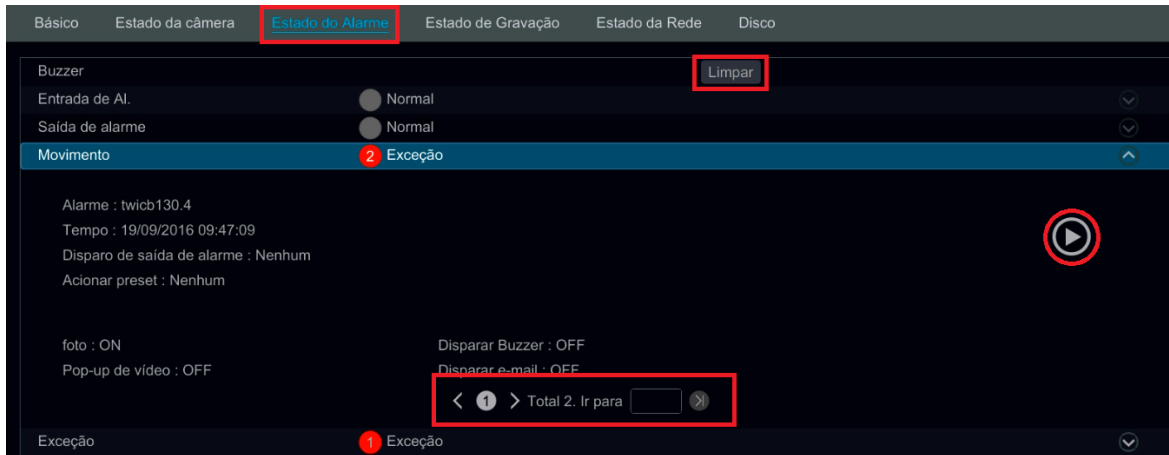 Básico Estado da câmera Estado do Alarme Estado de Gravação Estado da Rede Disco
Buzzer Limpar
Entrada de Al. Normal
Saída de alarme Normal
Movimento 2 Exceção
Alarme : twicb130.4
Tempo : 19/09/2016 09:47:09
Disparo de saída de alarme : Nenhum
Acionar preset : Nenhum
foto : ON Disparar Buzzer : OFF
Pop-up de vídeo : OFF Disparar e-mail : OFF
1 Total 2. Ir para
Exceção 1 Exceção